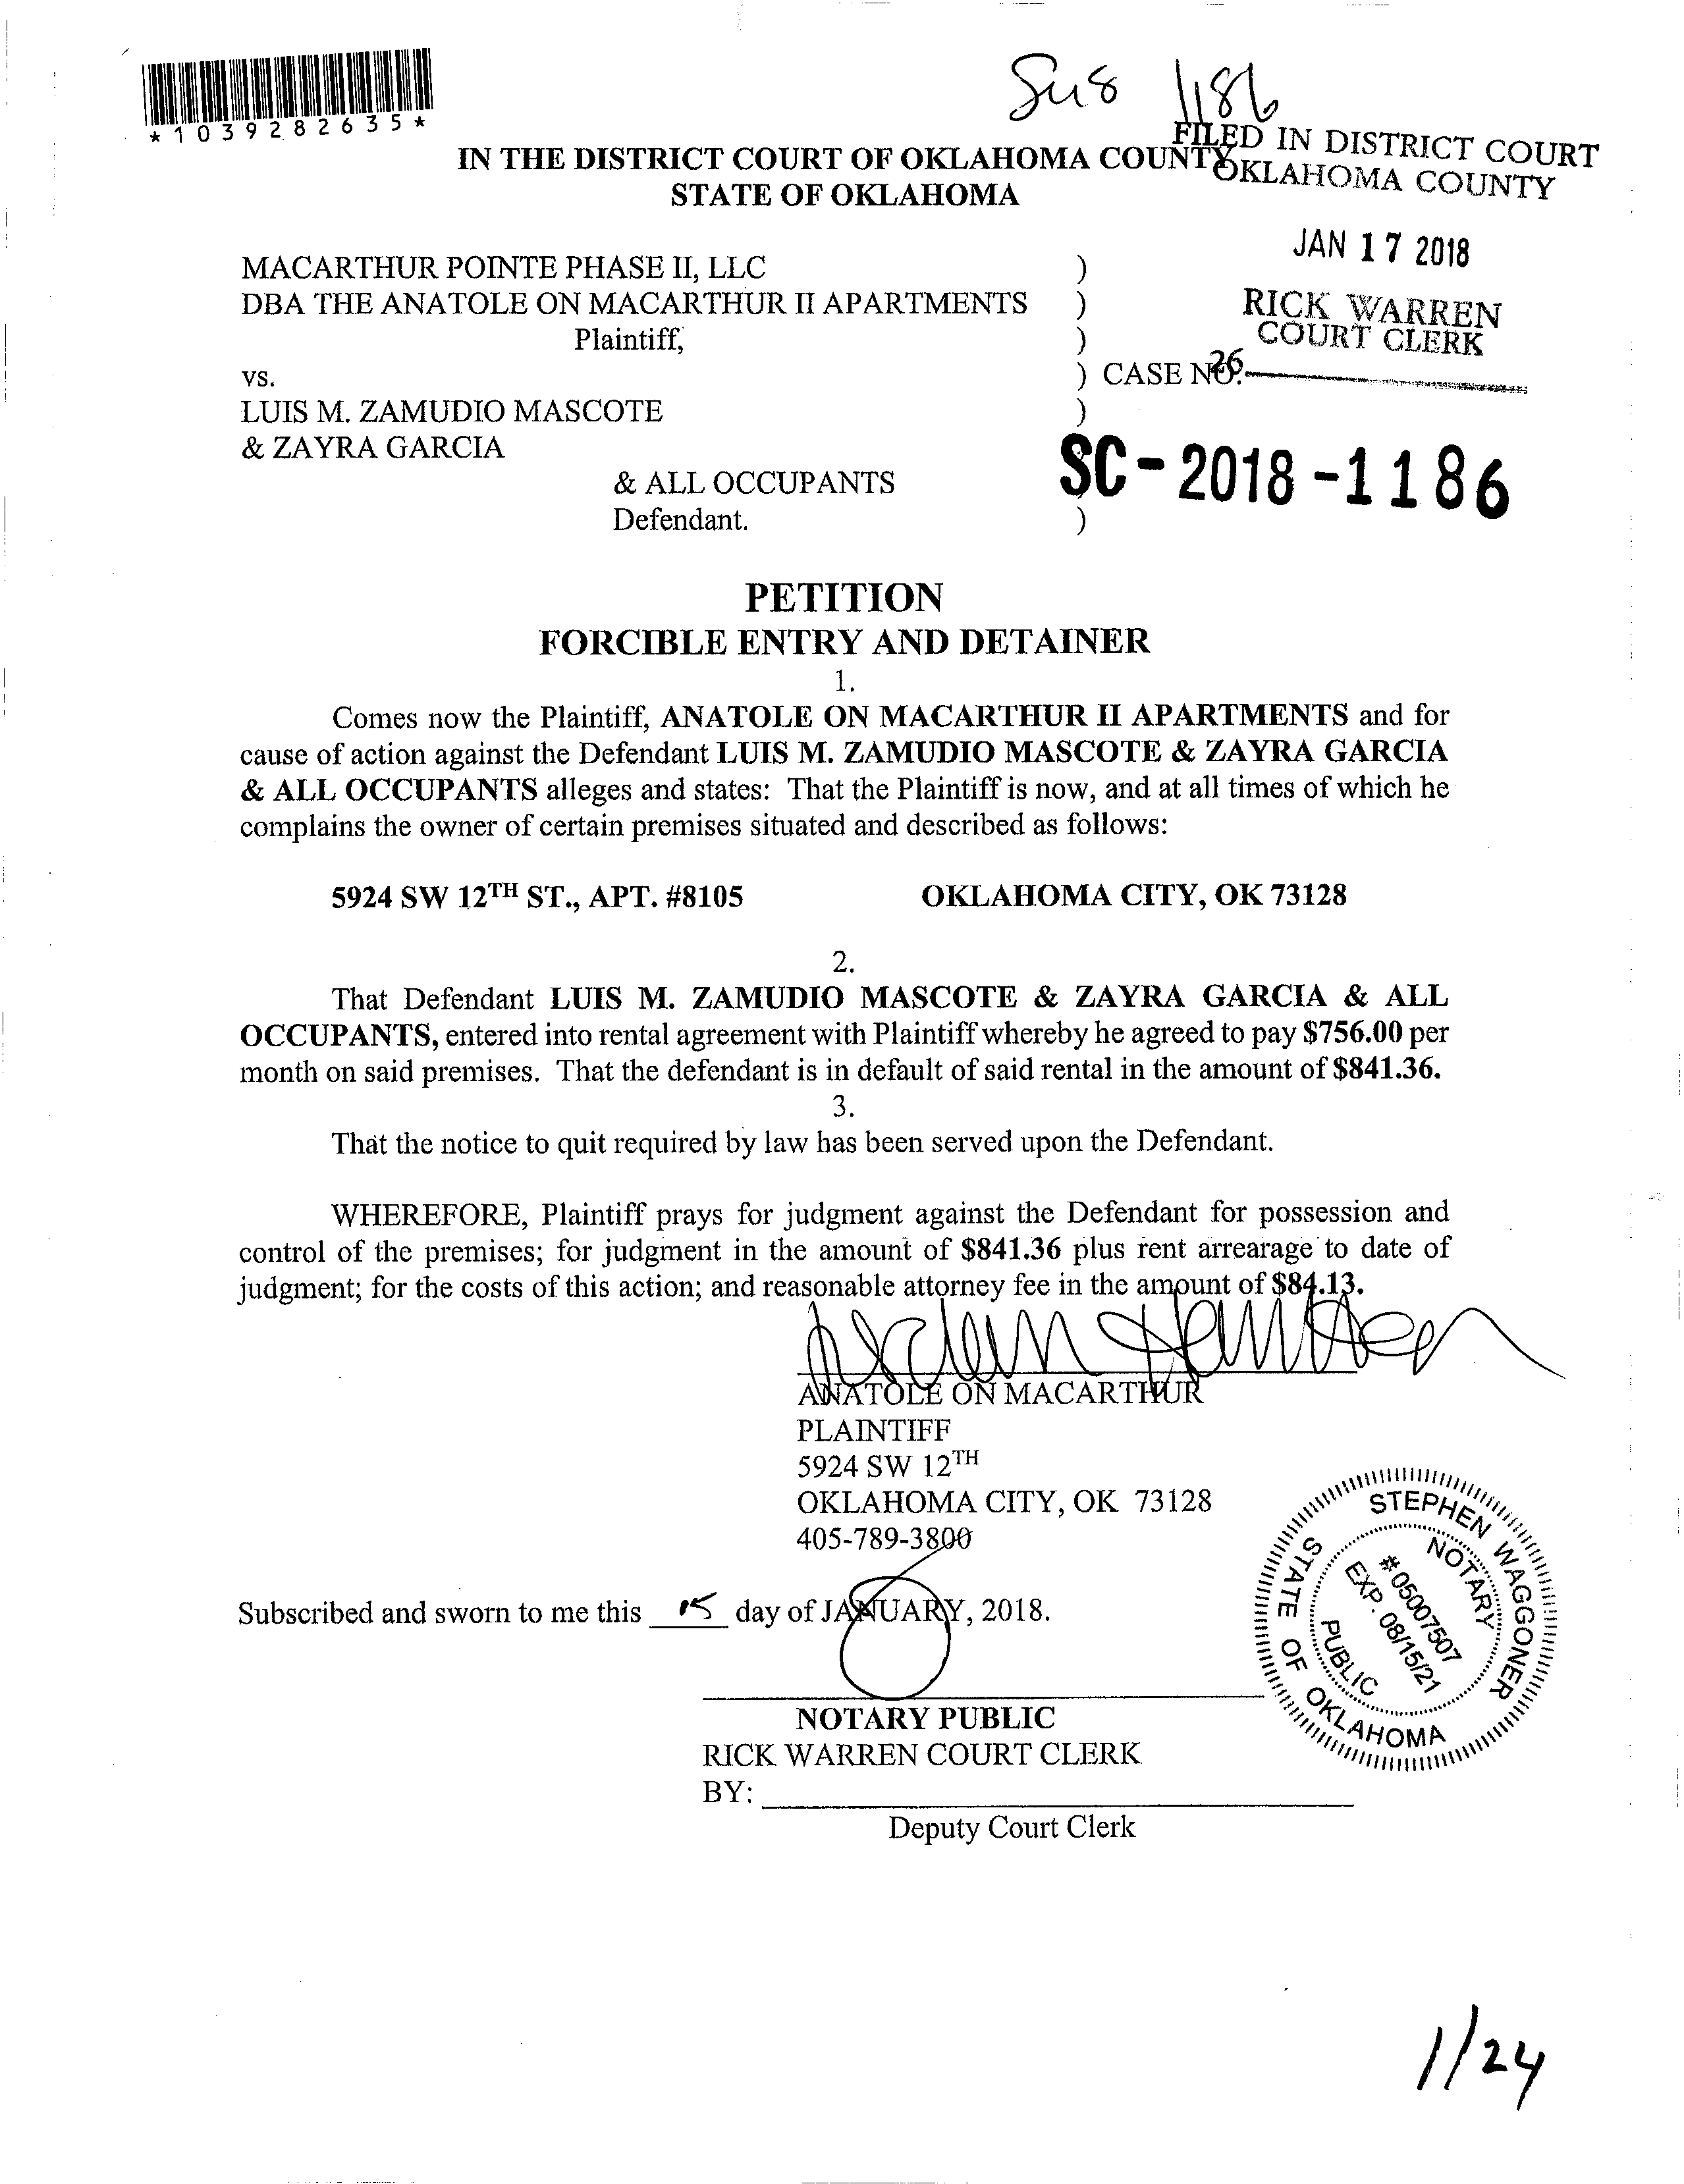 *1039282635*
1186
FILED IN DISTRICT COURT
OKLAHOMA COUNTY
IN THE DISTRICT COURT OF OKLAHOMA COUNTY
STATE OF OKLAHOMA
JAN 17 2018
RICK WARREN
COURT CLERK
26
MACARTHUR POINTE PHASE II, LLC )
DBA THE ANATOLE ON MACARTHUR II APARTMENTS )
Plaintiff, )
vs. ) CASE NO.
LUIS M. ZAMUDIO MASCOTE )
& ZAYRA GARCIA
SC-2018-1186
& ALL OCCUPANTS
Defendant. )
PETITION
FORCIBLE ENTRY AND DETAINER
1.
Comes now the Plaintiff, ANATOLE ON MACARTHUR II APARTMENTS and for
cause of action against the Defendant LUIS M. ZAMUDIO MASCOTE & ZAYRA GARCIA
& ALL OCCUPANTS alleges and states: That the Plaintiff is now, and at all times of which he
complains the owner of certain premises situated and described as follows:
5924 SW 12TH ST., APT. #8105 OKLAHOMA CITY, OK 73128
2.
That Defendant LUIS M. ZAMUDIO MASCOTE & ZAYRA GARCIA & ALL
OCCUPANTS, entered into rental agreement with Plaintiff whereby he agreed to pay $756.00 per
month on said premises. That the defendant is in default of said rental in the amount of $841.36.
3.
That the notice to quit required by law has been served upon the Defendant.
WHEREFORE, Plaintiff prays for judgment against the Defendant for possession and
control of the premises; for judgment in the amount of $841.36 plus rent arrearage to date of
judgment; for the costs of this action; and reasonable attorney fee in the amount of $84.13.
ANATOLE ON MACARTHUR
PLAINTIFF
5924 SW 12TH
OKLAHOMA CITY, OK 73128
405-789-3800
Subscribed and sworn to me this 15 day of JANUARY, 2018.
STEPHEN WAGGONER
NOTARY
# 05007507
EXP. 08/15/21
PUBLIC
STATE OF OKLAHOMA
NOTARY PUBLIC
RICK WARREN COURT CLERK
BY:
Deputy Court Clerk
1/24